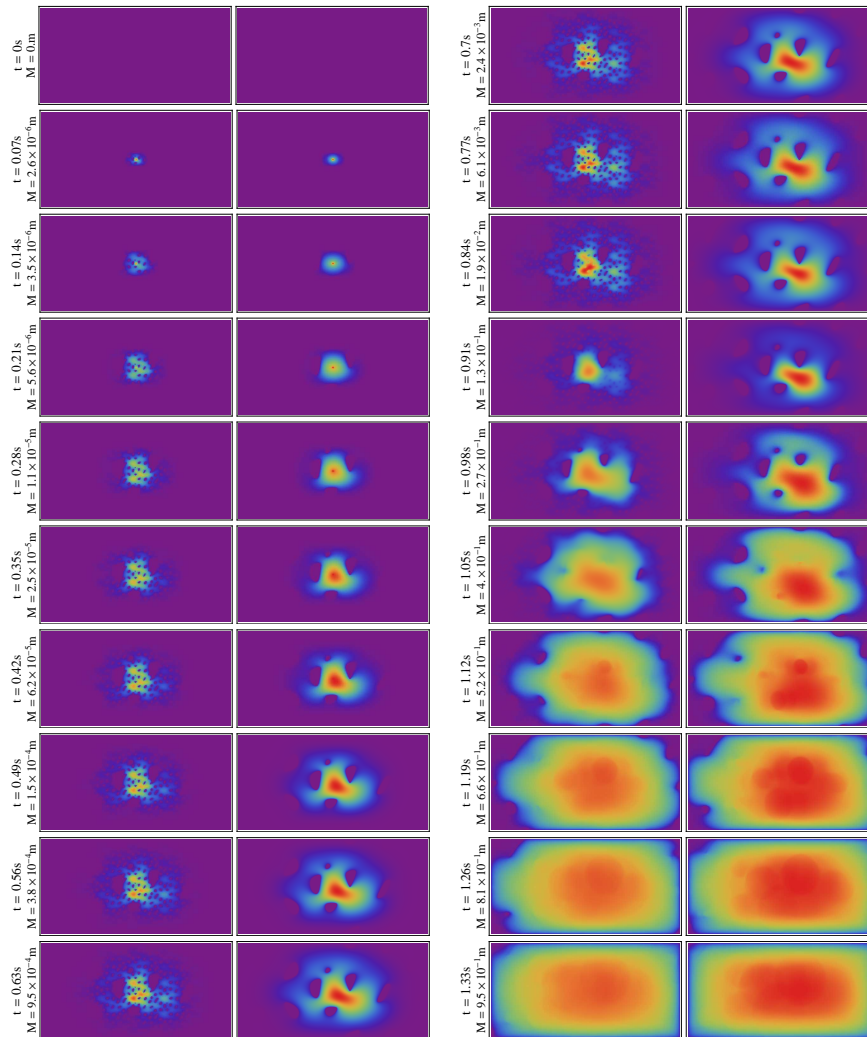 t = 0s
M = 0.m
t = 0.07s
M = 2.6×10⁻⁶m
t = 0.14s
M = 3.5×10⁻⁶m
t = 0.21s
M = 5.6×10⁻⁶m
t = 0.28s
M = 1.1×10⁻⁵m
t = 0.35s
M = 2.5×10⁻⁵m
t = 0.42s
M = 6.2×10⁻⁵m
t = 0.49s
M = 1.5×10⁻⁴m
t = 0.56s
M = 3.8×10⁻⁴m
t = 0.63s
M = 9.5×10⁻⁴m
t = 0.7s
M = 2.4×10⁻³m
t = 0.77s
M = 6.1×10⁻³m
t = 0.84s
M = 1.9×10⁻²m
t = 0.91s
M = 1.3×10⁻¹m
t = 0.98s
M = 2.7×10⁻¹m
t = 1.05s
M = 4.×10⁻¹m
t = 1.12s
M = 5.2×10⁻¹m
t = 1.19s
M = 6.6×10⁻¹m
t = 1.26s
M = 8.1×10⁻¹m
t = 1.33s
M = 9.5×10⁻¹m